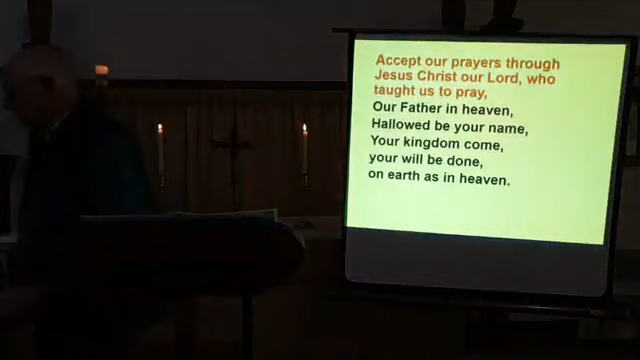 Accept our prayers through
Jesus Christ our Lord, who
taught us to pray,
Our Father in heaven,
Hallowed be your name,
Your kingdom come,
your will be done,
on earth as in heaven.